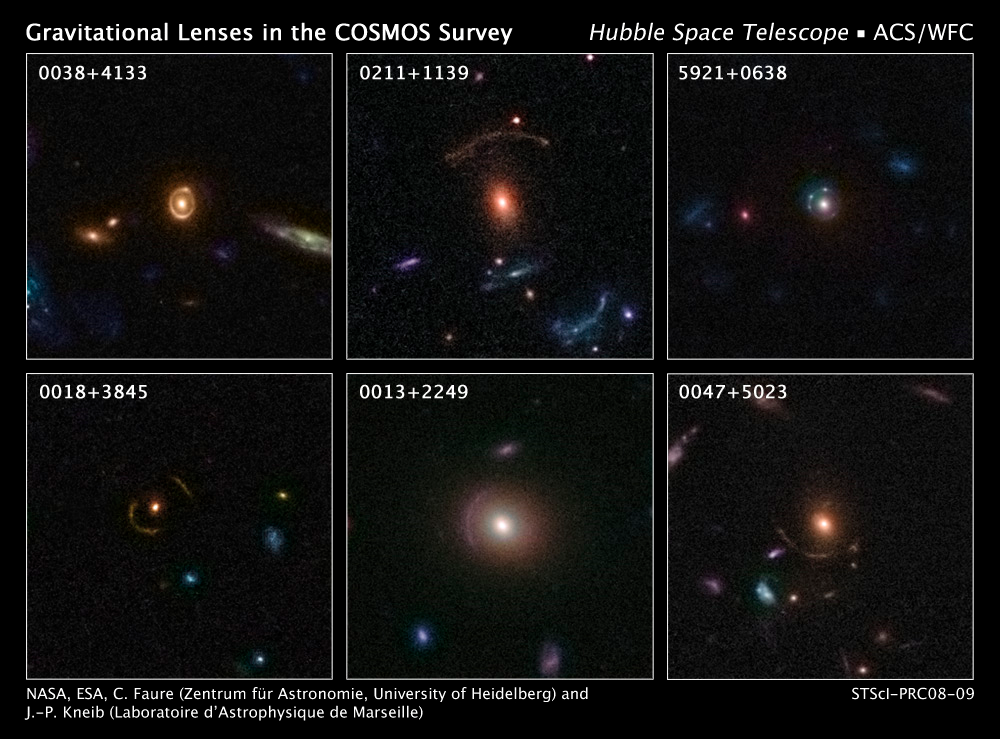 Gravitational Lenses in the COSMOS Survey
Hubble Space Telescope ▪ ACS/WFC
0038+4133
0211+1139
5921+0638
0018+3845
0013+2249
0047+5023
NASA, ESA, C. Faure (Zentrum für Astronomie, University of Heidelberg) and
J.-P. Kneib (Laboratoire d'Astrophysique de Marseille)
STScI-PRC08-09